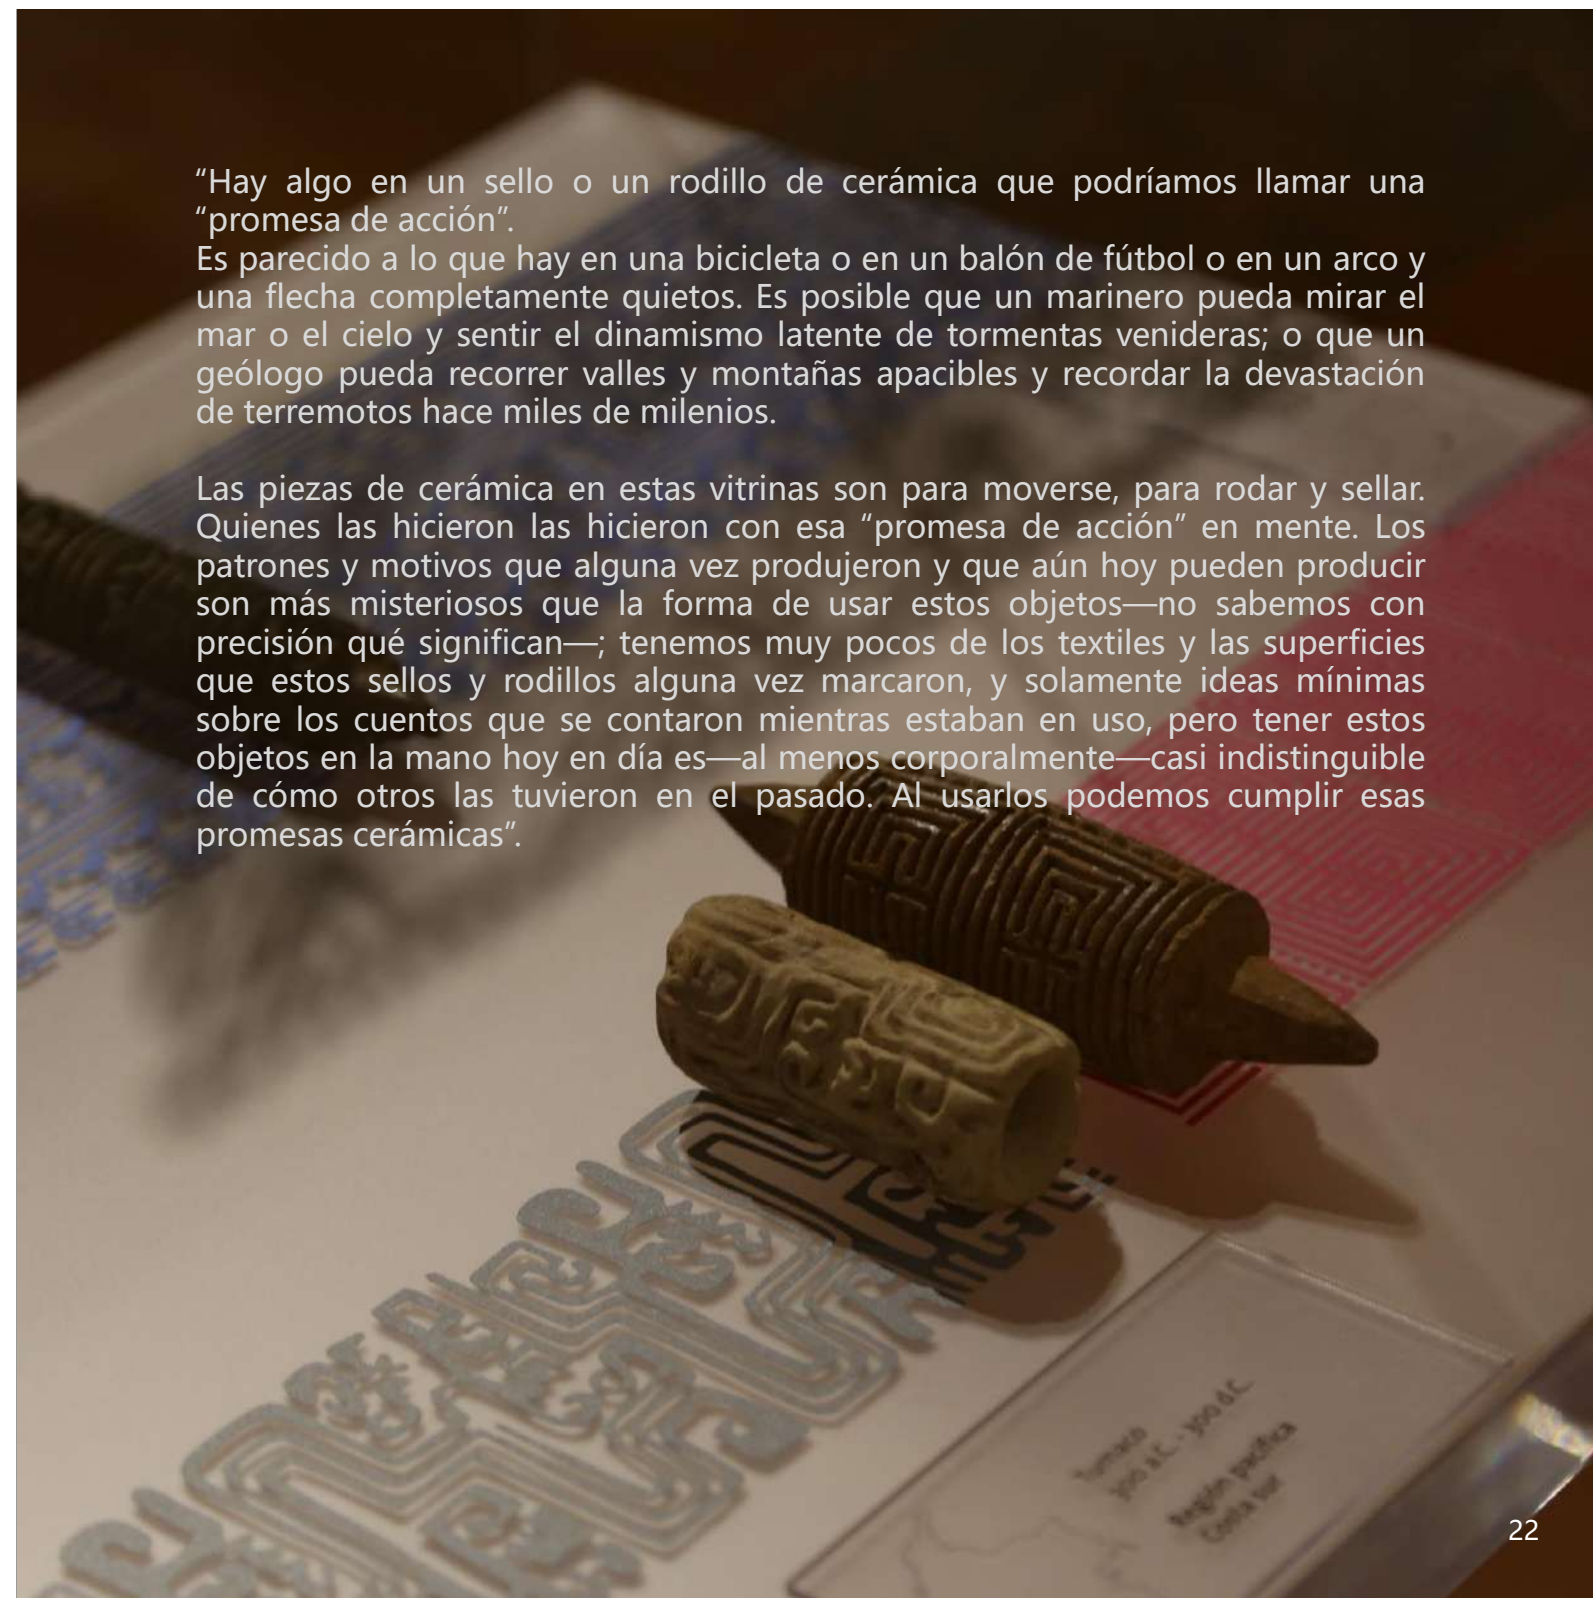 “Hay algo en un sello o un rodillo de cerámica que podríamos llamar una
“promesa de acción”.
Es parecido a lo que hay en una bicicleta o en un balón de fútbol o en un arco y
una flecha completamente quietos. Es posible que un marinero pueda mirar el
mar o el cielo y sentir el dinamismo latente de tormentas venideras; o que un
geólogo pueda recorrer valles y montañas apacibles y recordar la devastación
de terremotos hace miles de milenios.
Las piezas de cerámica en estas vitrinas son para moverse, para rodar y sellar.
Quienes las hicieron las hicieron con esa “promesa de acción” en mente. Los
patrones y motivos que alguna vez produjeron y que aún hoy pueden producir
son más misteriosos que la forma de usar estos objetos—no sabemos con
precisión qué significan—; tenemos muy pocos de los textiles y las superficies
que estos sellos y rodillos alguna vez marcaron, y solamente ideas mínimas
sobre los cuentos que se contaron mientras estaban en uso, pero tener estos
objetos en la mano hoy en día es—al menos corporalmente—casi indistinguible
de cómo otros las tuvieron en el pasado. Al usarlos podemos cumplir esas
promesas cerámicas”.
Tumaco
300 a.C. - 300 d.C.
Región pacífica
Costa sur
22